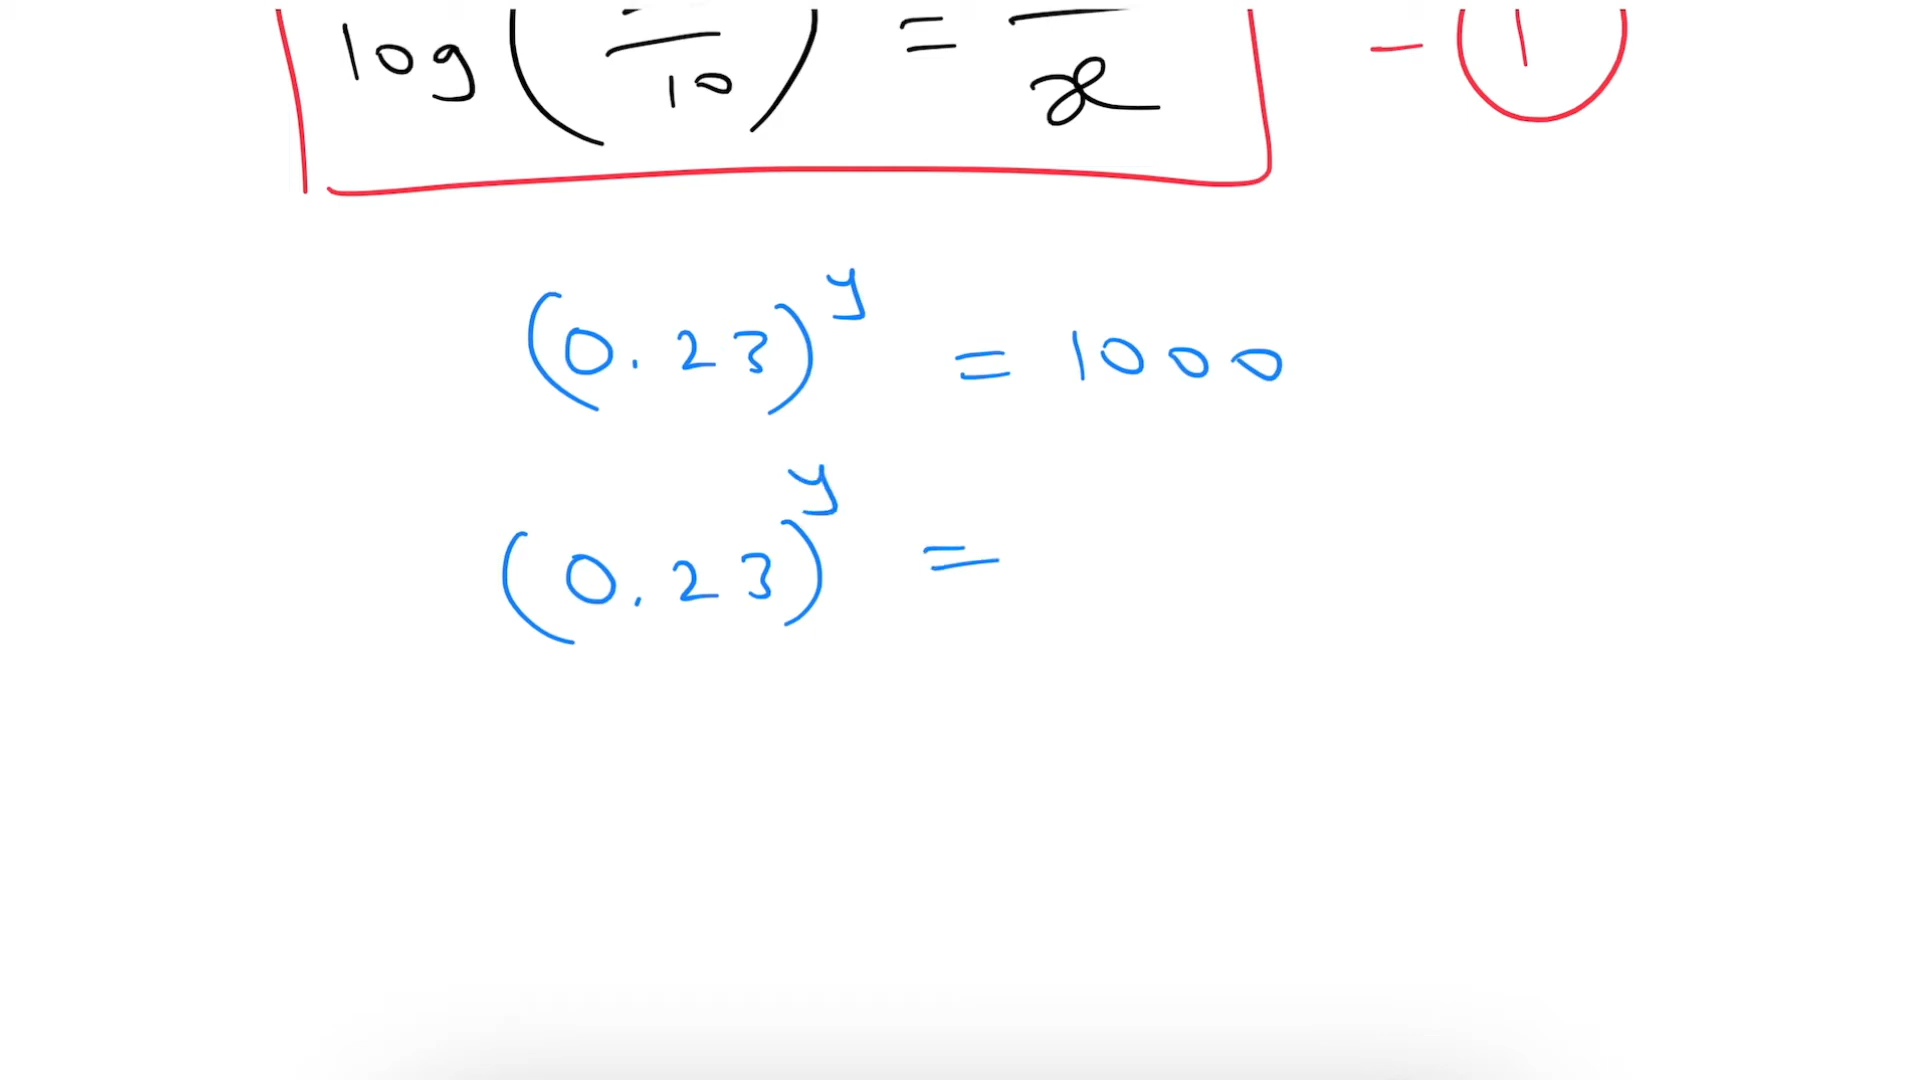 log( /10) = /x - 1
(0.23)^y = 1000
(0.23)^y =